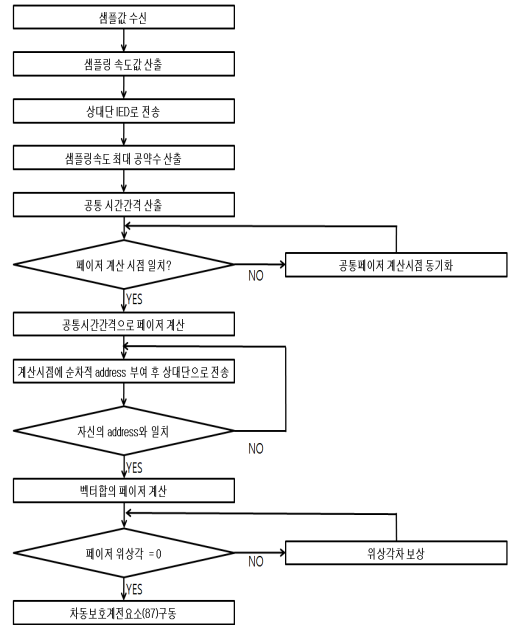 샘플값 수신
샘플링 속도값 산출
상대단 IED로 전송
샘플링속도 최대 공약수 산출
공통 시간간격 산출
페이저 계산 시점 일치?
NO
공통페이저 계산시점 동기화
YES
공통시간간격으로 페이저 계산
계산시점에 순차적 address 부여 후 상대단으로 전송
자신의 address와 일치
NO
YES
벡터합의 페이저 계산
페이저 위상각 = 0
NO
위상각차 보상
YES
차동보호계전요소(87)구동